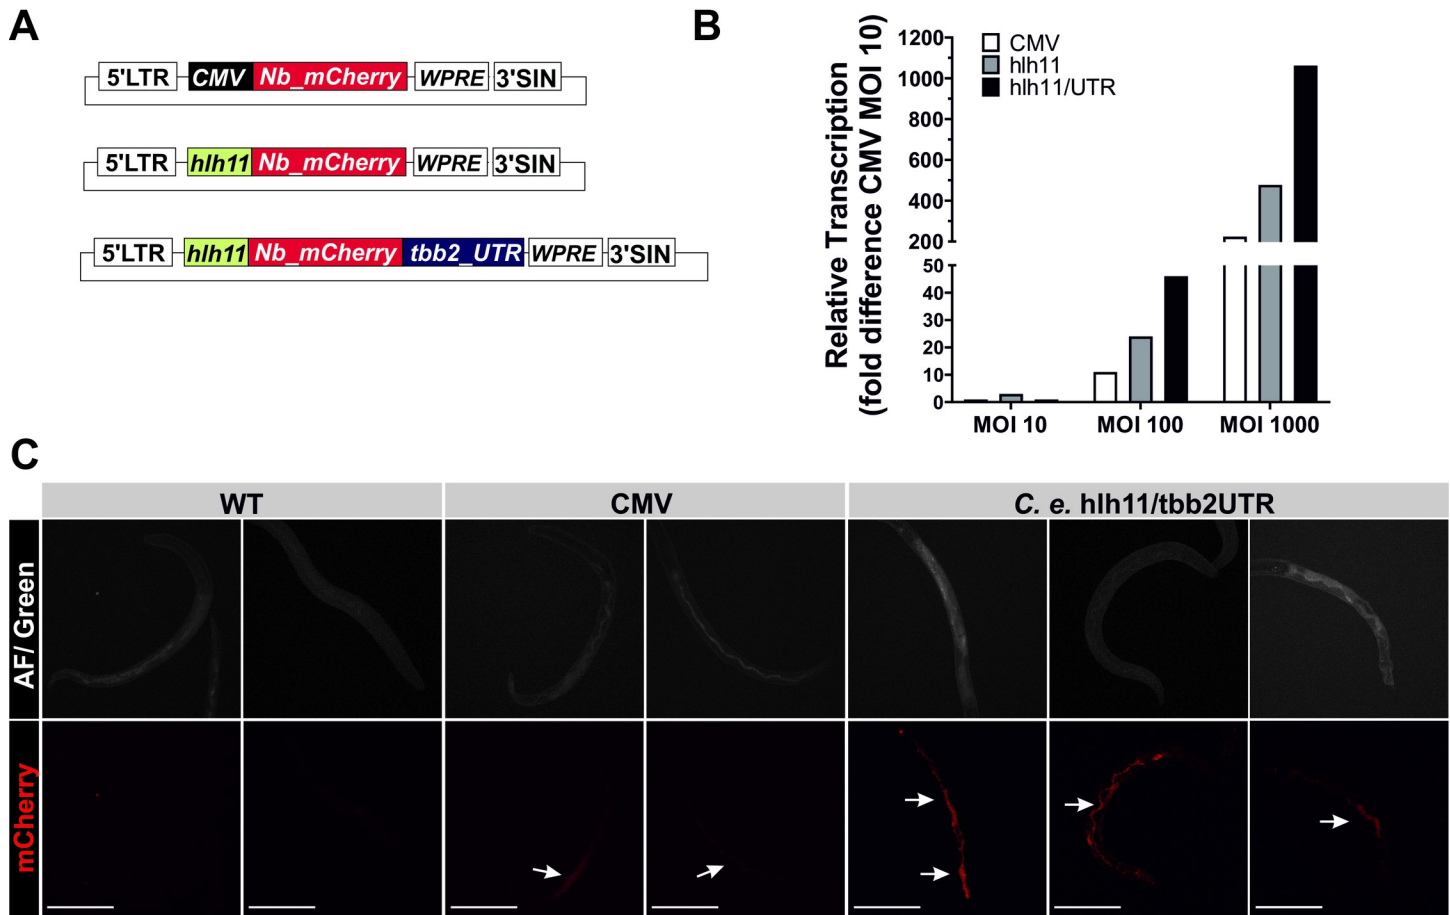 A
5'LTR CMV Nb_mCherry WPRE 3'SIN
5'LTR hlh11 Nb_mCherry WPRE 3'SIN
5'LTR hlh11 Nb_mCherry tbb2_UTR WPRE 3'SIN
B
Relative Transcription
(fold difference CMV MOI 10)
1200
1000
800
600
400
200
50
40
30
20
10
0
CMV
hlh11
hlh11/UTR
MOI 10 MOI 100 MOI 1000
C
WT CMV C. e. hlh11/tbb2UTR
AF/ Green
mCherry